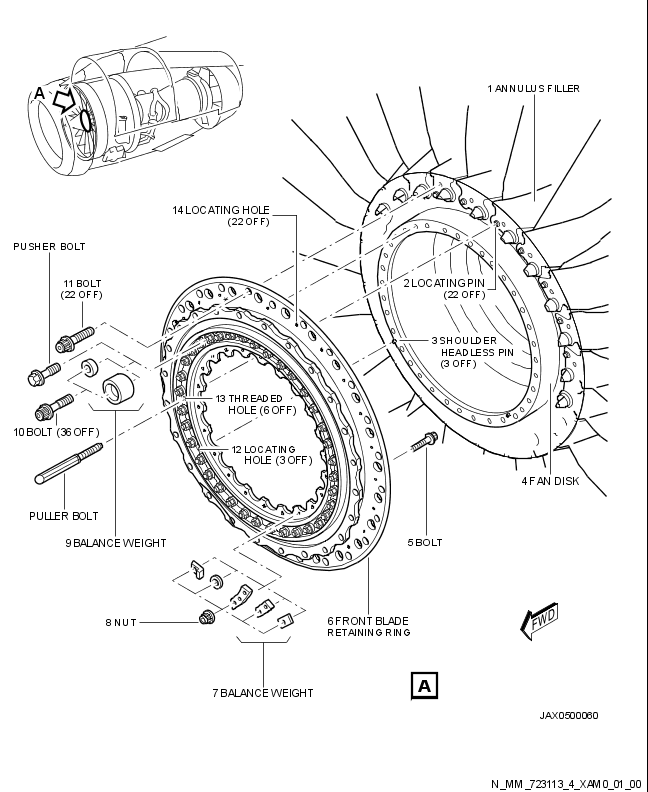 A
1 ANNULUS FILLER
14 LOCATING HOLE
(22 OFF)
PUSHER BOLT
11 BOLT
(22 OFF)
2 LOCATING PIN
(22 OFF)
3 SHOULDER
HEADLESS PIN
(3 OFF)
13 THREADED
HOLE (6 OFF)
10 BOLT (36 OFF)
12 LOCATING
HOLE (3 OFF)
4 FAN DISK
PULLER BOLT
9 BALANCE WEIGHT
5 BOLT
8 NUT
6 FRONT BLADE
RETAINING RING
FWD
7 BALANCE WEIGHT
A
JAX0500060
N_MM_723113_4_XAM0_01_00